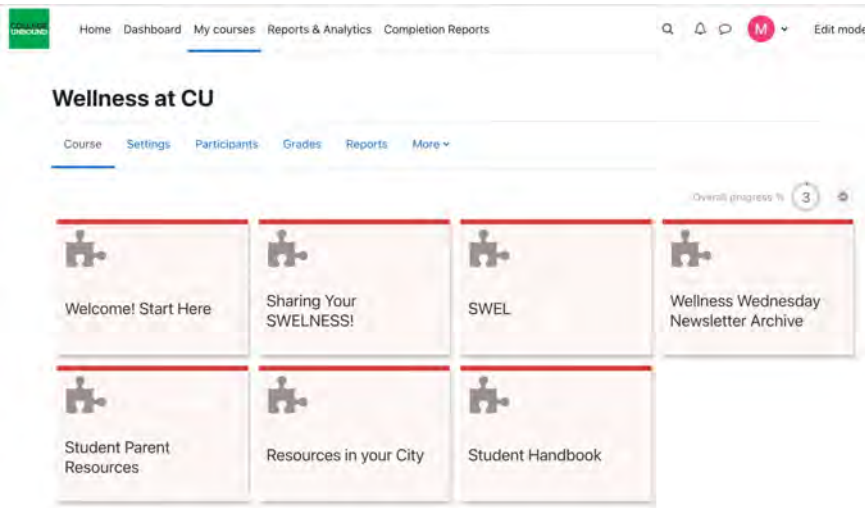 COLLEGE
UNBOUND
Home Dashboard My courses Reports & Analytics Completion Reports
M
Edit mode
Wellness at CU
Course Settings Participants Grades Reports More
Overall progress % 3
Welcome! Start Here
Sharing Your
SWELNESS!
SWEL
Wellness Wednesday
Newsletter Archive
Student Parent
Resources
Resources in your City
Student Handbook